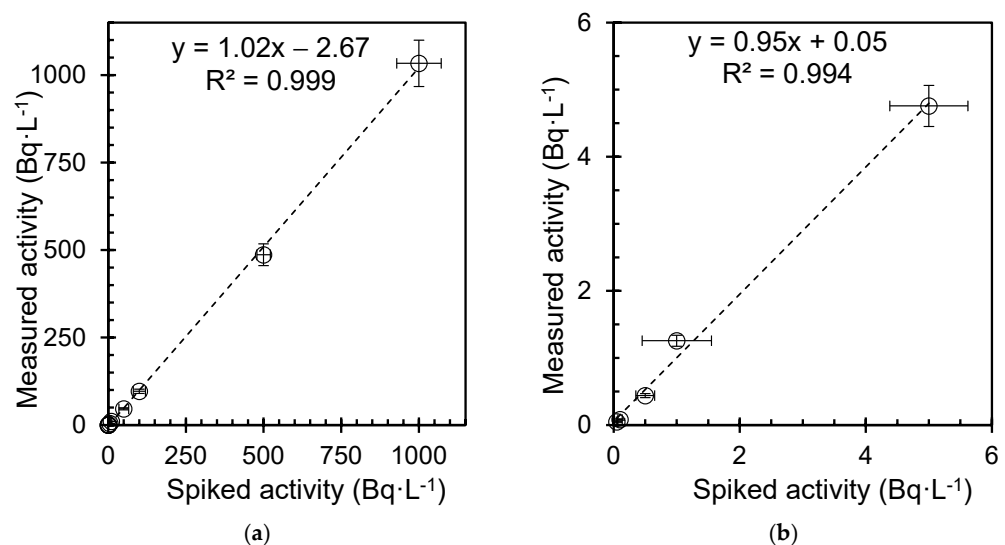 y = 1.02x − 2.67
R² = 0.999
Measured activity (Bq·L⁻¹)
1000
750
500
250
0
0 250 500 750 1000
Spiked activity (Bq·L⁻¹)
(a)
y = 0.95x + 0.05
R² = 0.994
Measured activity (Bq·L⁻¹)
6
4
2
0
0 2 4 6
Spiked activity (Bq·L⁻¹)
(b)